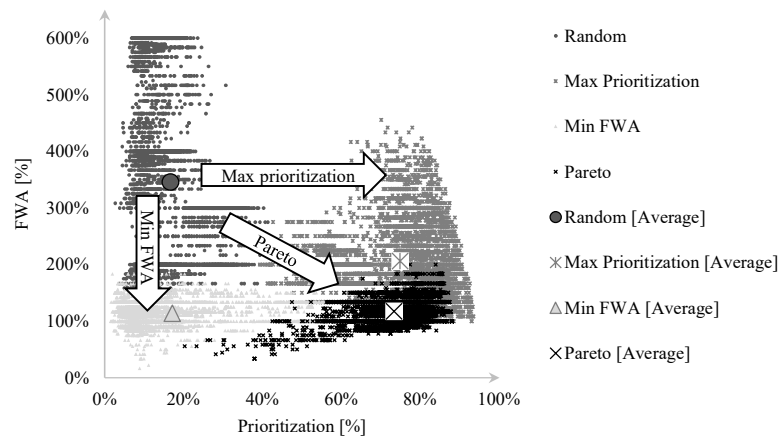 600%
500%
400%
300%
200%
100%
0%
FWA [%]
Max prioritization
Min FWA
Pareto
0% 20% 40% 60% 80% 100%
Prioritization [%]
Random
Max Prioritization
Min FWA
Pareto
Random [Average]
Max Prioritization [Average]
Min FWA [Average]
Pareto [Average]